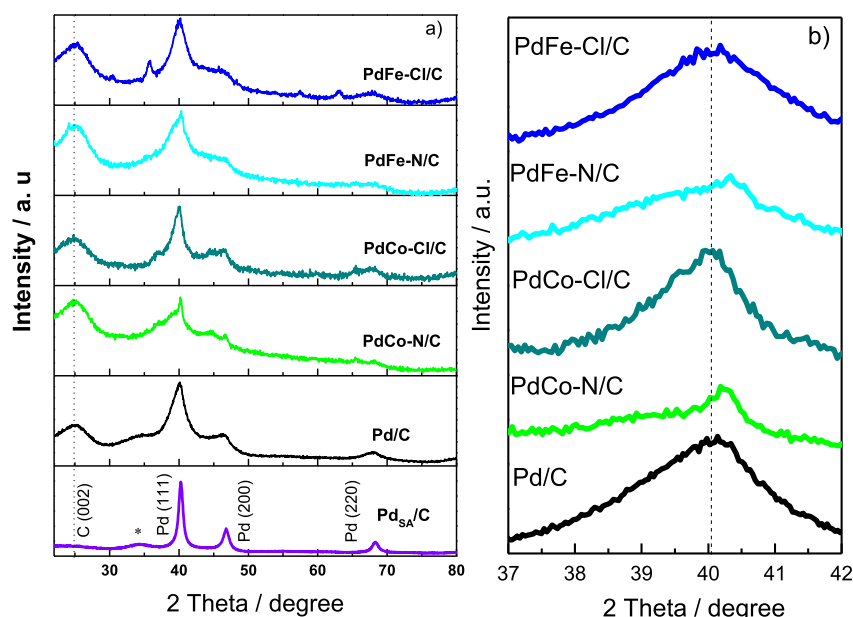 a)
PdFe-Cl/C
PdFe-N/C
PdCo-Cl/C
PdCo-N/C
Pd/C
PdSA/C
C (002)
*
Pd (111)
Pd (200)
Pd (220)
Intensity / a. u
30 40 50 60 70 80
2 Theta / degree
b)
PdFe-Cl/C
PdFe-N/C
PdCo-Cl/C
PdCo-N/C
Pd/C
Intensity / a.u.
37 38 39 40 41 42
2 Theta / degree